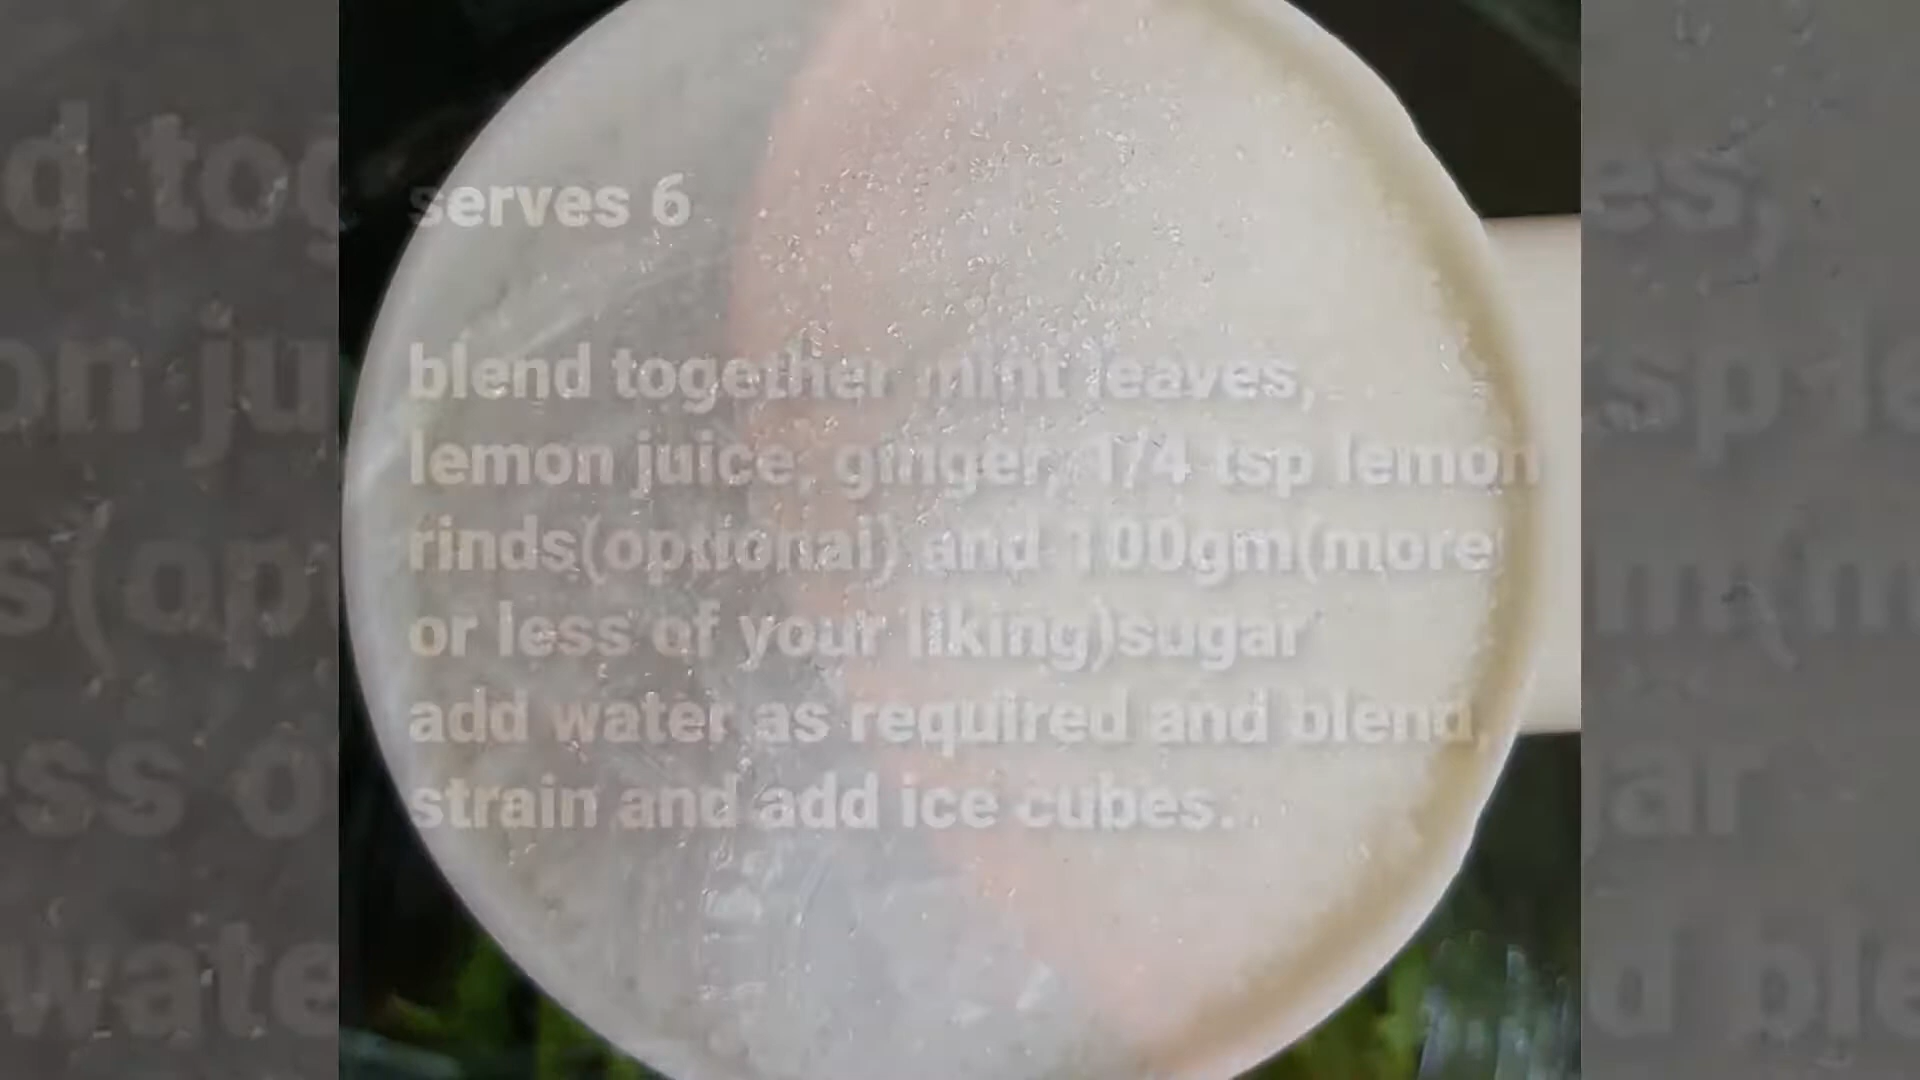 serves 6
blend together mint leaves,
lemon juice, ginger, 1/4 tsp lemon
rinds(optional) and 100gm(more
or less of your liking)sugar
add water as required and blend,
strain and add ice cubes.